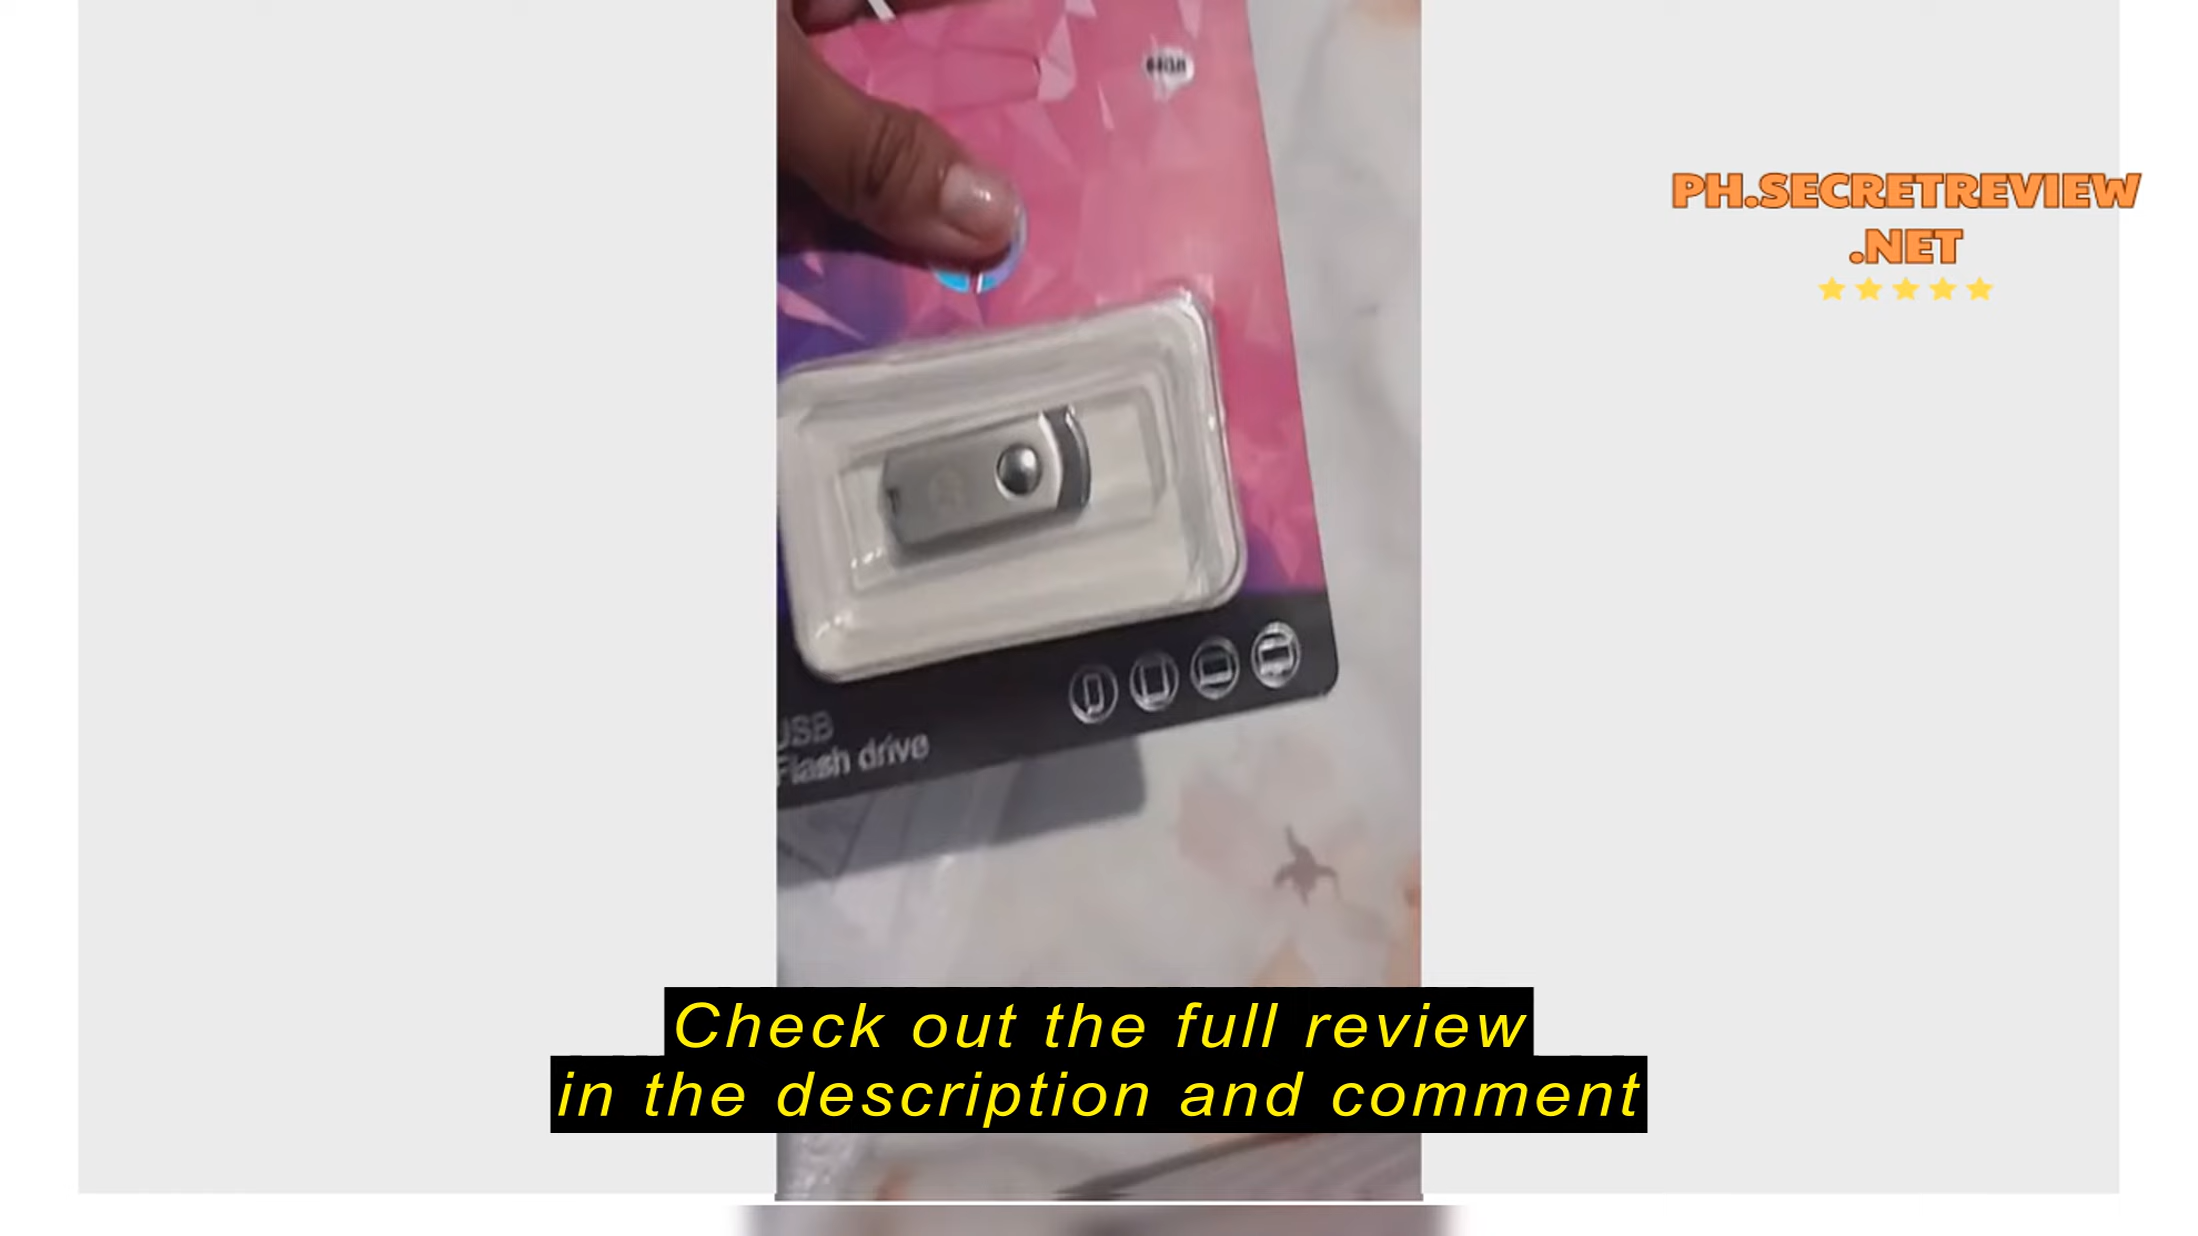 PH.SECRETREVIEW
.NET
USB
Flash drive
Check out the full review
in the description and comment